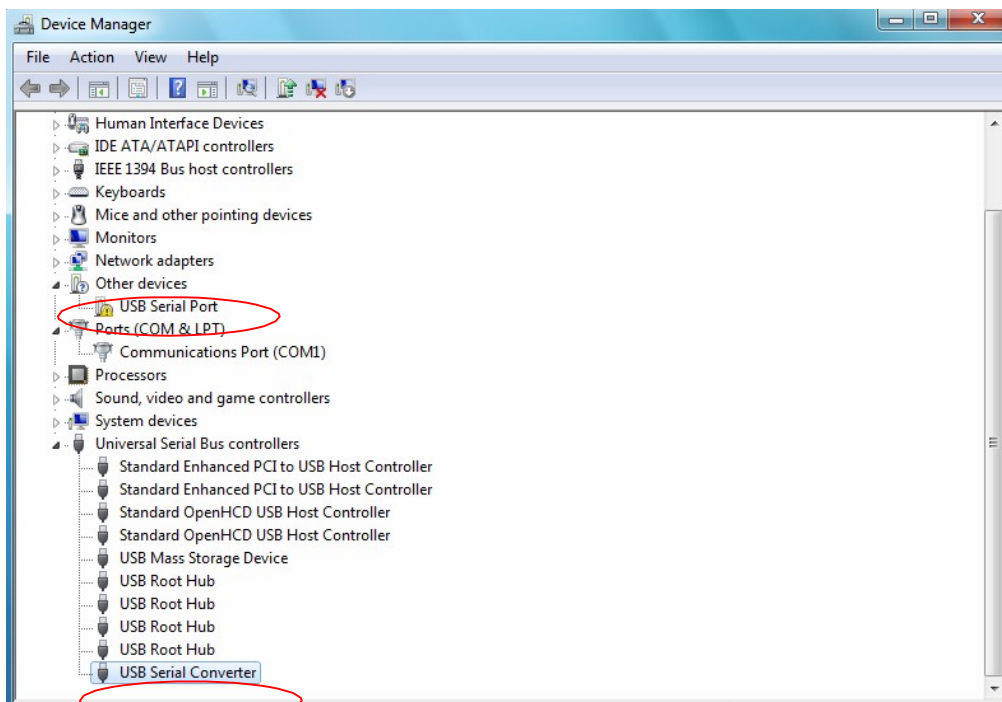 Device Manager
File Action View Help
Human Interface Devices
IDE ATA/ATAPI controllers
IEEE 1394 Bus host controllers
Keyboards
Mice and other pointing devices
Monitors
Network adapters
Other devices
USB Serial Port
Ports (COM & LPT)
Communications Port (COM1)
Processors
Sound, video and game controllers
System devices
Universal Serial Bus controllers
Standard Enhanced PCI to USB Host Controller
Standard Enhanced PCI to USB Host Controller
Standard OpenHCD USB Host Controller
Standard OpenHCD USB Host Controller
USB Mass Storage Device
USB Root Hub
USB Root Hub
USB Root Hub
USB Root Hub
USB Serial Converter